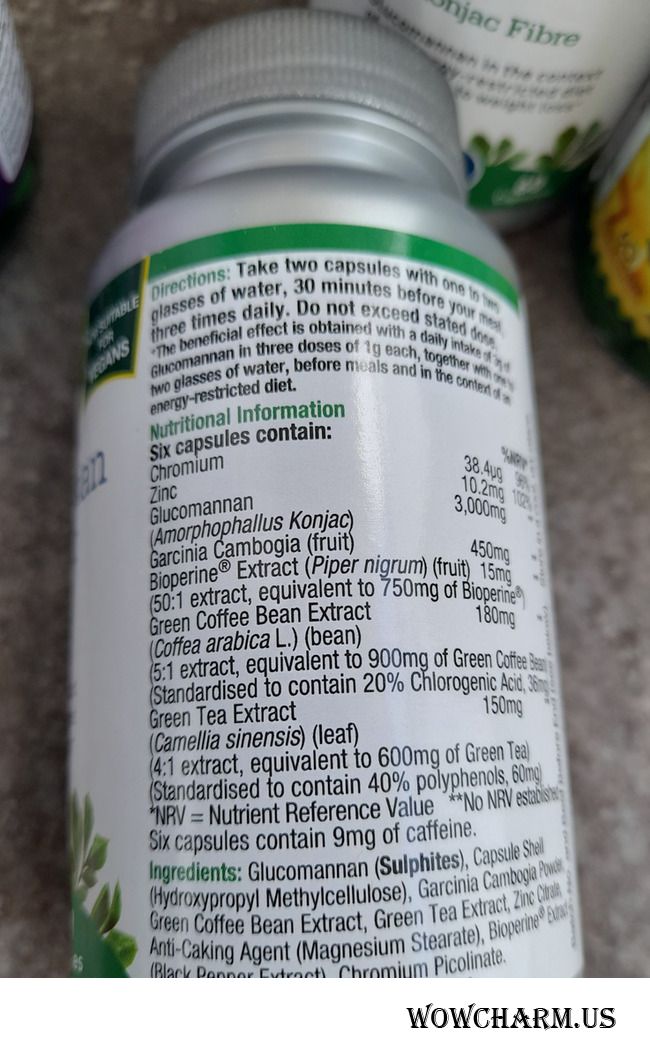 onjac Fibre
SUITABLE
FOR
VEGANS
Directions: Take two capsules with one to two
glasses of water, 30 minutes before your meal,
three times daily. Do not exceed stated dose.
*The beneficial effect is obtained with a daily intake of 3g of
Glucomannan in three doses of 1g each, together with one to
two glasses of water, before meals and in the context of an
energy-restricted diet.
Nutritional Information
Six capsules contain: %NRV*
Chromium 38.4µg 96%
Zinc 10.2mg 102%
Glucomannan 3,000mg
(Amorphophallus Konjac)
Garcinia Cambogia (fruit) 450mg
Bioperine® Extract (Piper nigrum) (fruit) 15mg
(50:1 extract, equivalent to 750mg of Bioperine®)
Green Coffee Bean Extract 180mg
(Coffea arabica L.) (bean)
(5:1 extract, equivalent to 900mg of Green Coffee Bean)
(Standardised to contain 20% Chlorogenic Acid, 36mg)
Green Tea Extract 150mg
(Camellia sinensis) (leaf)
(4:1 extract, equivalent to 600mg of Green Tea)
(Standardised to contain 40% polyphenols, 60mg)
*NRV = Nutrient Reference Value **No NRV established
Six capsules contain 9mg of caffeine.
Ingredients: Glucomannan (Sulphites), Capsule Shell
(Hydroxypropyl Methylcellulose), Garcinia Cambogia Powder,
Green Coffee Bean Extract, Green Tea Extract, Zinc Citrate,
Anti-Caking Agent (Magnesium Stearate), Bioperine® Extract
(Black Pepper Extract), Chromium Picolinate.
WOWCHARM.US